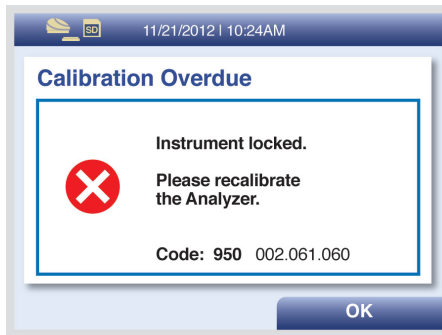 SD 11/21/2012 | 10:24AM
Calibration Overdue
Instrument locked.
Please recalibrate
the Analyzer.
Code: 950 002.061.060
OK